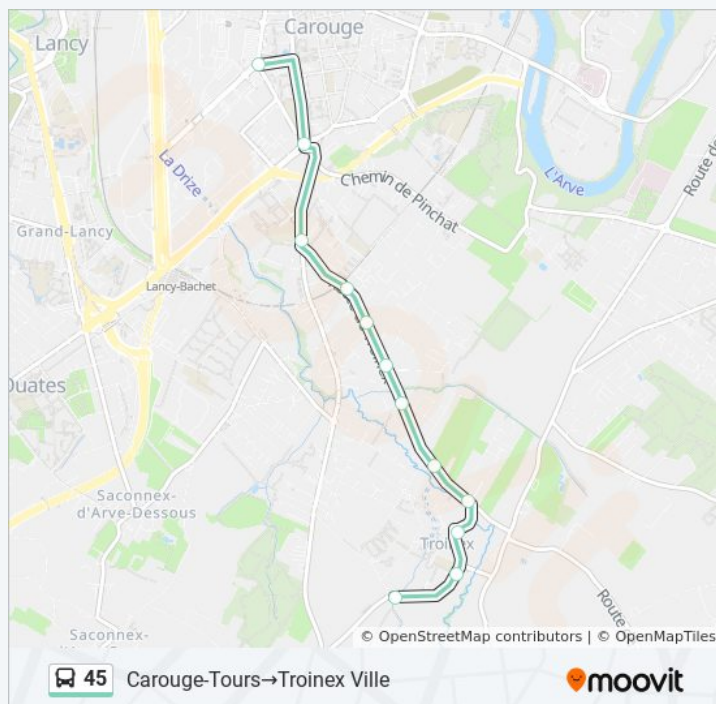 Carouge
Lancy
La Drize
L'Arve
Route de
Chemin de Pinchat
Grand-Lancy
Lancy-Bachet
Saconnex-
d'Arve-Dessous
Troinex
Route
Saconnex-
© OpenStreetMap contributors | © OpenMapTiles
45 Carouge-Tours→Troinex Ville
moovit